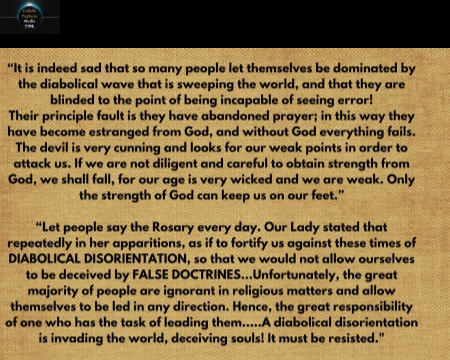 “It is indeed sad that so many people let themselves be dominated by
the diabolical wave that is sweeping the world, and that they are
blinded to the point of being incapable of seeing error!
Their principle fault is they have abandoned prayer; in this way they
have become estranged from God, and without God everything fails.
The devil is very cunning and looks for our weak points in order to
attack us. If we are not diligent and careful to obtain strength from
God, we shall fall, for our age is very wicked and we are weak. Only
the strength of God can keep us on our feet.”
“Let people say the Rosary every day. Our Lady stated that
repeatedly in her apparitions, as if to fortify us against these times of
DIABOLICAL DISORIENTATION, so that we would not allow ourselves
to be deceived by FALSE DOCTRINES...Unfortunately, the great
majority of people are ignorant in religious matters and allow
themselves to be led in any direction. Hence, the great responsibility
of one who has the task of leading them.....A diabolical disorientation
is invading the world, deceiving souls! It must be resisted."